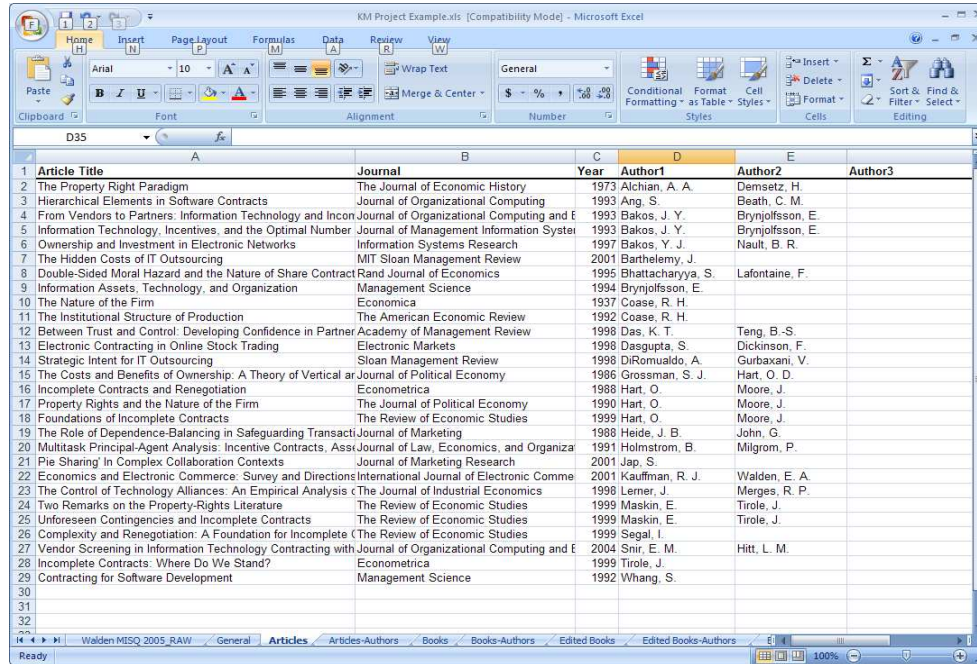 KM Project Example.xls [Compatibility Mode] - Microsoft Excel
F 1 2 3
Home Insert Page Layout Formulas Data Review View
H N P M A R W
Arial 10 Wrap Text General Insert
Paste B I U Merge & Center $ % , .0 .00 .00 .0 Conditional Formatting Format as Table Cell Styles Delete Format Sort & Filter Find & Select
Clipboard Font Alignment Number Styles Cells Editing
D35 fx
A B C D E F
1 Article Title Journal Year Author1 Author2 Author3
2 The Property Right Paradigm The Journal of Economic History 1973 Alchian, A. A. Demsetz, H.
3 Hierarchical Elements in Software Contracts Journal of Organizational Computing 1993 Ang, S. Beath, C. M.
4 From Vendors to Partners: Information Technology and Incon Journal of Organizational Computing and E 1993 Bakos, J. Y. Brynjolfsson, E.
5 Information Technology, Incentives, and the Optimal Number Journal of Management Information Syster 1993 Bakos, J. Y. Brynjolfsson, E.
6 Ownership and Investment in Electronic Networks Information Systems Research 1997 Bakos, Y. J. Nault, B. R.
7 The Hidden Costs of IT Outsourcing MIT Sloan Management Review 2001 Barthelemy, J.
8 Double-Sided Moral Hazard and the Nature of Share Contract Rand Journal of Economics 1995 Bhattacharyya, S. Lafontaine, F.
9 Information Assets, Technology, and Organization Management Science 1994 Brynjolfsson, E.
10 The Nature of the Firm Economica 1937 Coase, R. H.
11 The Institutional Structure of Production The American Economic Review 1992 Coase, R. H.
12 Between Trust and Control: Developing Confidence in Partner Academy of Management Review 1998 Das, K. T. Teng, B.-S.
13 Electronic Contracting in Online Stock Trading Electronic Markets 1998 Dasgupta, S. Dickinson, F.
14 Strategic Intent for IT Outsourcing Sloan Management Review 1998 DiRomualdo, A. Gurbaxani, V.
15 The Costs and Benefits of Ownership: A Theory of Vertical ar Journal of Political Economy 1986 Grossman, S. J. Hart, O. D.
16 Incomplete Contracts and Renegotiation Econometrica 1988 Hart, O. Moore, J.
17 Property Rights and the Nature of the Firm The Journal of Political Economy 1990 Hart, O. Moore, J.
18 Foundations of Incomplete Contracts The Review of Economic Studies 1999 Hart, O. Moore, J.
19 The Role of Dependence-Balancing in Safeguarding Transacti Journal of Marketing 1988 Heide, J. B. John, G.
20 Multitask Principal-Agent Analysis: Incentive Contracts, Ass Journal of Law, Economics, and Organiza 1991 Holmstrom, B. Milgrom, P.
21 Pie Sharing' In Complex Collaboration Contexts Journal of Marketing Research 2001 Jap, S.
22 Economics and Electronic Commerce: Survey and Directions International Journal of Electronic Comme 2001 Kauffman, R. J. Walden, E. A.
23 The Control of Technology Alliances: An Empirical Analysis The Journal of Industrial Economics 1998 Lerner, J. Merges, R. P.
24 Two Remarks on the Property-Rights Literature The Review of Economic Studies 1999 Maskin, E. Tirole, J.
25 Unforeseen Contingencies and Incomplete Contracts The Review of Economic Studies 1999 Maskin, E. Tirole, J.
26 Complexity and Renegotiation: A Foundation for Incomplete The Review of Economic Studies 1999 Segal, I.
27 Vendor Screening in Information Technology Contracting with Journal of Organizational Computing and E 2004 Snir, E. M. Hitt, L. M.
28 Incomplete Contracts: Where Do We Stand? Econometrica 1999 Tirole, J.
29 Contracting for Software Development Management Science 1992 Whang, S.
30
31
32
Walden MISQ 2005_RAW General Articles Articles-Authors Books Books-Authors Edited Books Edited Books-Authors
Ready 100%